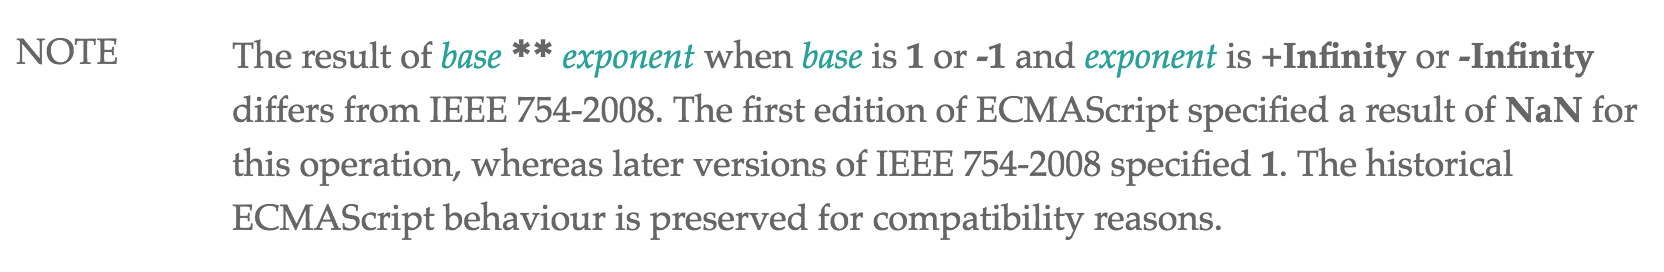 NOTE The result of base ** exponent when base is 1 or -1 and exponent is +Infinity or -Infinity
differs from IEEE 754-2008. The first edition of ECMAScript specified a result of NaN for
this operation, whereas later versions of IEEE 754-2008 specified 1. The historical
ECMAScript behaviour is preserved for compatibility reasons.